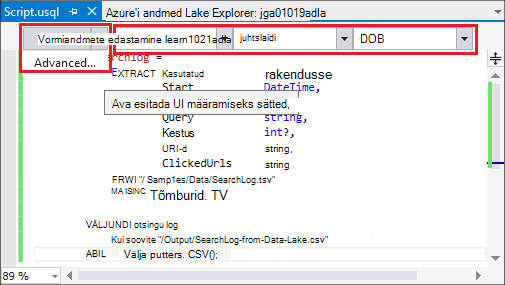 Script.usql Azure'i andmed Lake Explorer: jga01019adla
Vormiandmete edastamine learn1021adla juhtslaidi DOB
Advanced...
rchlog =
EXTRACT Kasutatud rakendusse
Start DateTime,
Ava esitada UI määramiseks sätted,
Query string,
Kestus int?,
URI-d string,
ClickedUrls string
FRWI "/ Samp1es/Data/SearchLog.tsv"
MA ISINC Tõmburid. TV
VÄLJUNDI otsingu log
Kui soovite "/Output/SearchLog-from-Data-Lake.csv"
ABIL Välja putters. CSV();
89 %